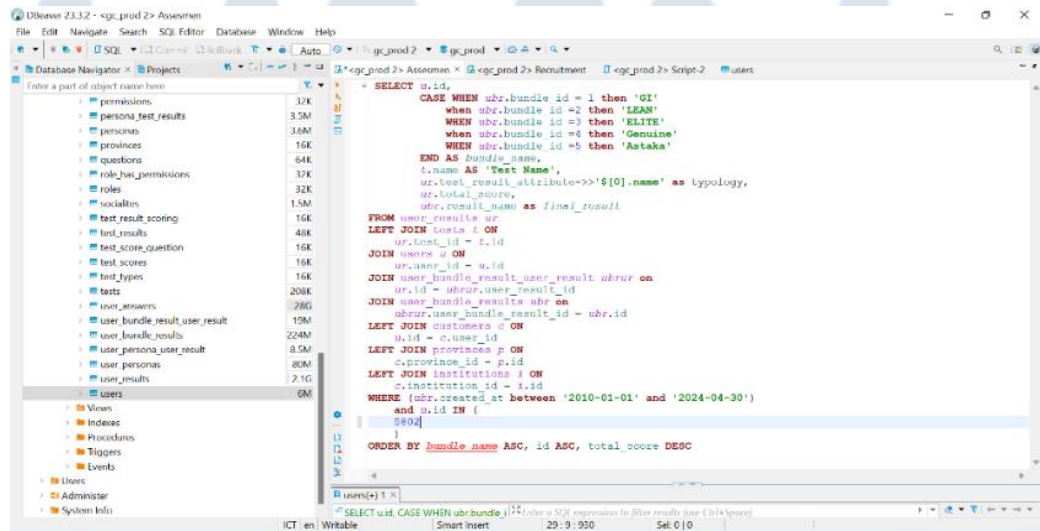 DBeaver 23.3.2 - <gc_prod 2> Assesmen
File Edit Navigate Search SQL Editor Database Window Help
SQL Commit Rollback T Auto gc_prod 2 gc_prod
Database Navigator Projects
*<gc_prod 2> Assesmen <gc_prod 2> Recruitment <gc_prod 2> Script-2 users
Enter a part of object name here
permissions 32K
persona_test_results 3.5M
personas 3.6M
provinces 16K
questions 64K
role_has_permissions 32K
roles 32K
socialites 1.5M
test_result_scoring 16K
test_results 48K
test_score_question 16K
test_scores 16K
test_types 16K
tests 208K
user_answers 28G
user_bundle_result_user_result 19M
user_bundle_results 224M
user_persona_user_result 8.5M
user_personas 80M
user_results 2.1G
users 6M
Views
Indexes
Procedures
Triggers
Events
Users
Administer
System Info
SELECT u.id,
CASE WHEN ubr.bundle_id = 1 then 'GI'
when ubr.bundle_id =2 then 'LEAN'
WHEN ubr.bundle_id =3 then 'ELITE'
when ubr.bundle_id =4 then 'Genuine'
WHEN ubr.bundle_id =5 then 'Astaka'
END AS bundle_name,
t.name AS 'Test Name',
ur.test_result_attribute->>'$[0].name' as typology,
ur.total_score,
ubr.result_name as final_result
FROM user_results ur
LEFT JOIN tests t ON
ur.test_id = t.id
JOIN users u ON
ur.user_id = u.id
JOIN user_bundle_result_user_result ubrur on
ur.id = ubrur.user_result_id
JOIN user_bundle_results ubr on
ubrur.user_bundle_result_id = ubr.id
LEFT JOIN customers c ON
u.id = c.user_id
LEFT JOIN provinces p ON
c.province_id = p.id
LEFT JOIN institutions i ON
c.institution_id = i.id
WHERE (ubr.created_at between '2010-01-01' and '2024-04-30')
and u.id IN (
5802
)
ORDER BY bundle_name ASC, id ASC, total_score DESC
users(+) 1
SELECT u.id, CASE WHEN ubr.bundle_i Enter a SQL expression to filter results (use Ctrl+Space)
ICT en Writable Smart Insert 29 : 9 : 930 Sel: 0 | 0